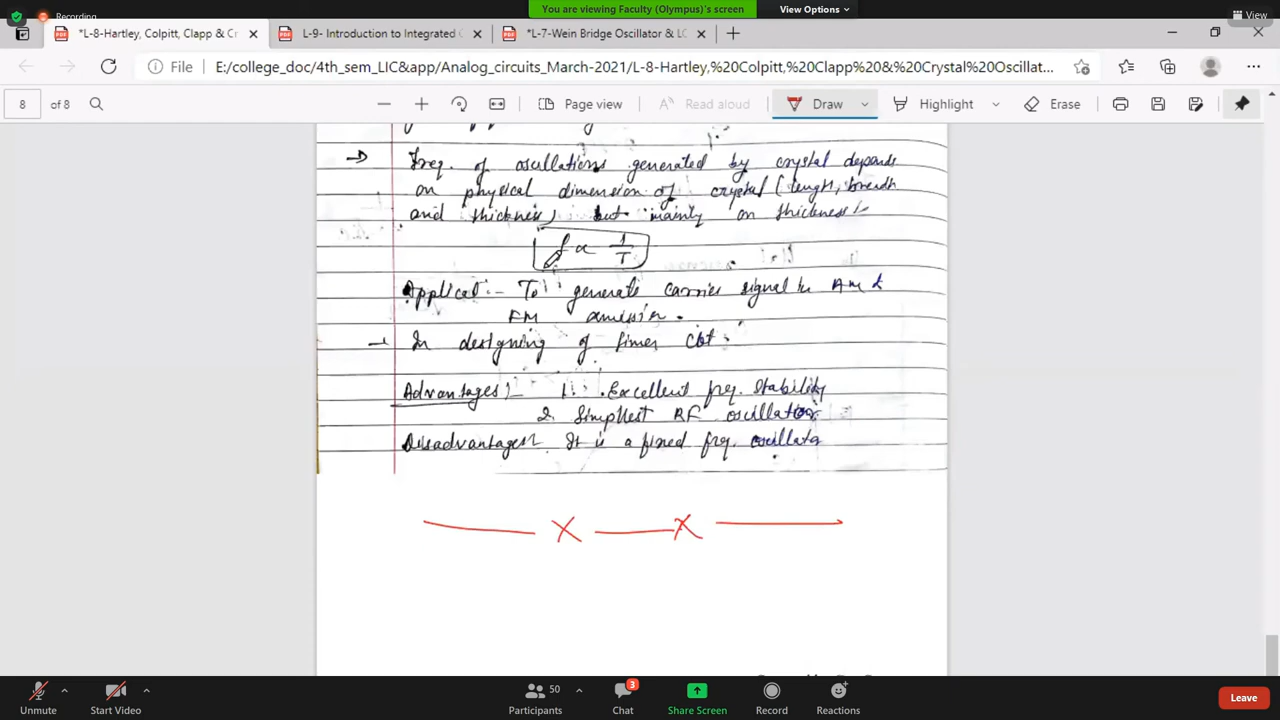 Recording
You are viewing Faculty (Olympus)'s screen
View Options
View
*L-8-Hartley, Colpitt, Clapp & Cr
L-9- Introduction to Integrated C
*L-7-Wein Bridge Oscillator & LC
File
E:/college_doc/4th_sem_LIC&app/Analog_circuits_March-2021/L-8-Hartley,%20Colpitt,%20Clapp%20&%20Crystal%20Oscillat...
8 of 8
Page view
Read aloud
Draw
Highlight
Erase
Freq. of oscillations generated by crystal depends
on physical dimension of crystal (lenght, breadth
and thickness) but mainly on thickness :-
f ∝ 1/T
Applicat :- To generate carrier signal in AM &
FM
→ In designing of timer ckt.
Advantages :- 1. Excellent freq. stability
2. Simplest RF oscillator
Disadvantages It is a fixed freq. oscillato
X X
Unmute
Start Video
50
Participants
3
Chat
Share Screen
Record
Reactions
Leave